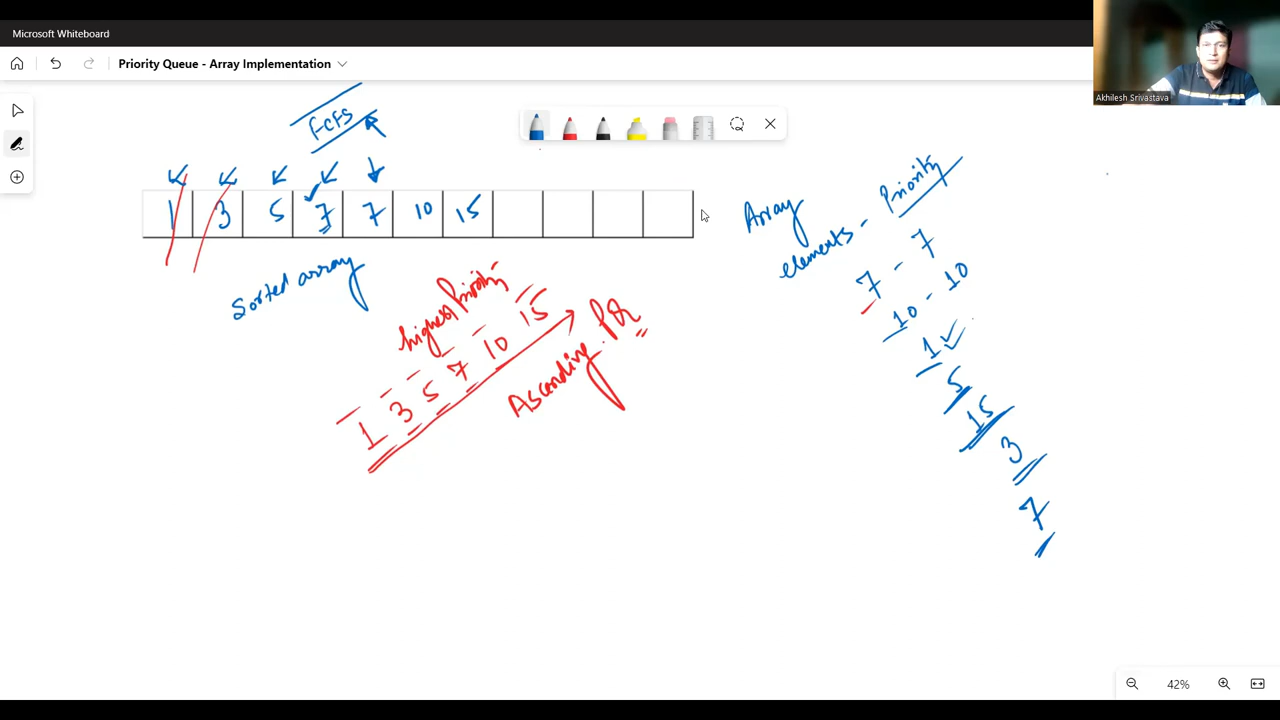 Microsoft Whiteboard
Priority Queue - Array Implementation
Akhilesh Srivastava
FCFS
1 3 5 7 7 10 15
Sorted array
highest Priority
1 3 5 7 10 15
Ascending PQ
Array
elements - Priority
7 - 7
10 - 10
1
5
15
3
7
42%